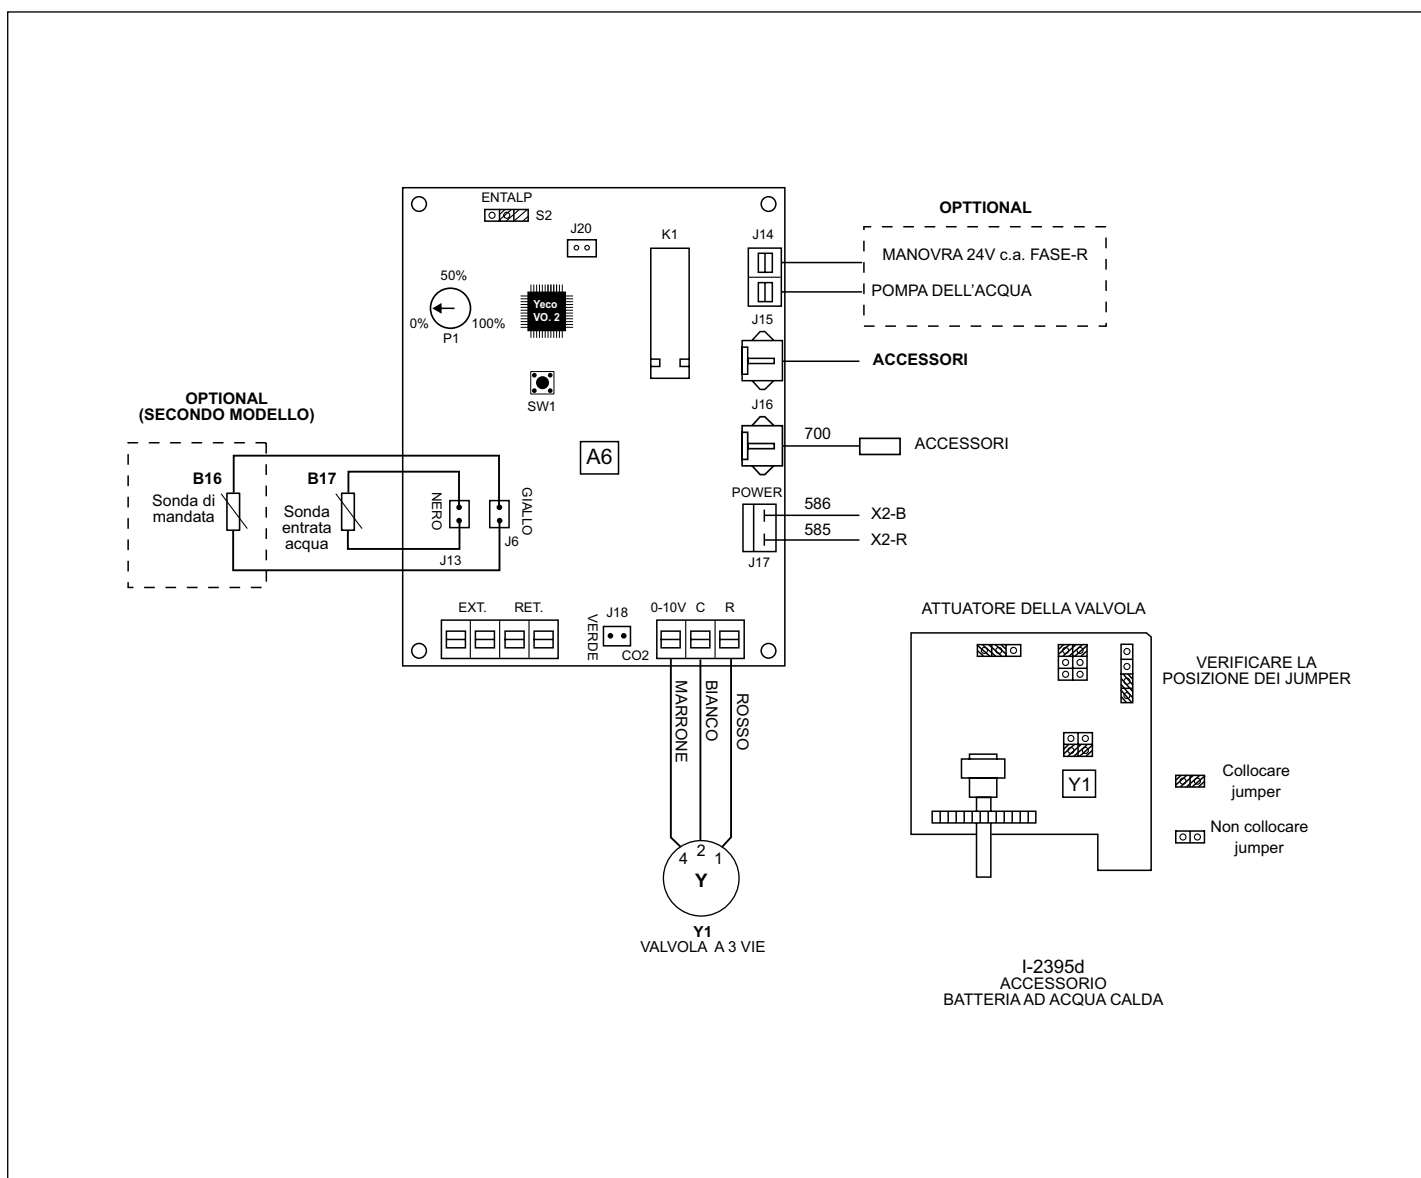 ENTALP
S2
J20
K1
J14
OPTTIONAL
MANOVRA 24V c.a. FASE-R
POMPA DELL'ACQUA
50%
0%
100%
P1
Yeco
VO. 2
SW1
J15
ACCESSORI
J16
700
ACCESSORI
A6
OPTIONAL
(SECONDO MODELLO)
B16
Sonda di
mandata
B17
Sonda
entrata
acqua
NERO
J13
GIALLO
J6
POWER
586
X2-B
585
X2-R
J17
EXT.
RET.
VERDE
J18
CO2
0-10V
C
R
MARRONE
BIANCO
ROSSO
4
2
1
Y
Y1
VALVOLA A 3 VIE
ATTUATORE DELLA VALVOLA
VERIFICARE LA
POSIZIONE DEI JUMPER
Y1
Collocare
jumper
Non collocare
jumper
I-2395d
ACCESSORIO
BATTERIA AD ACQUA CALDA